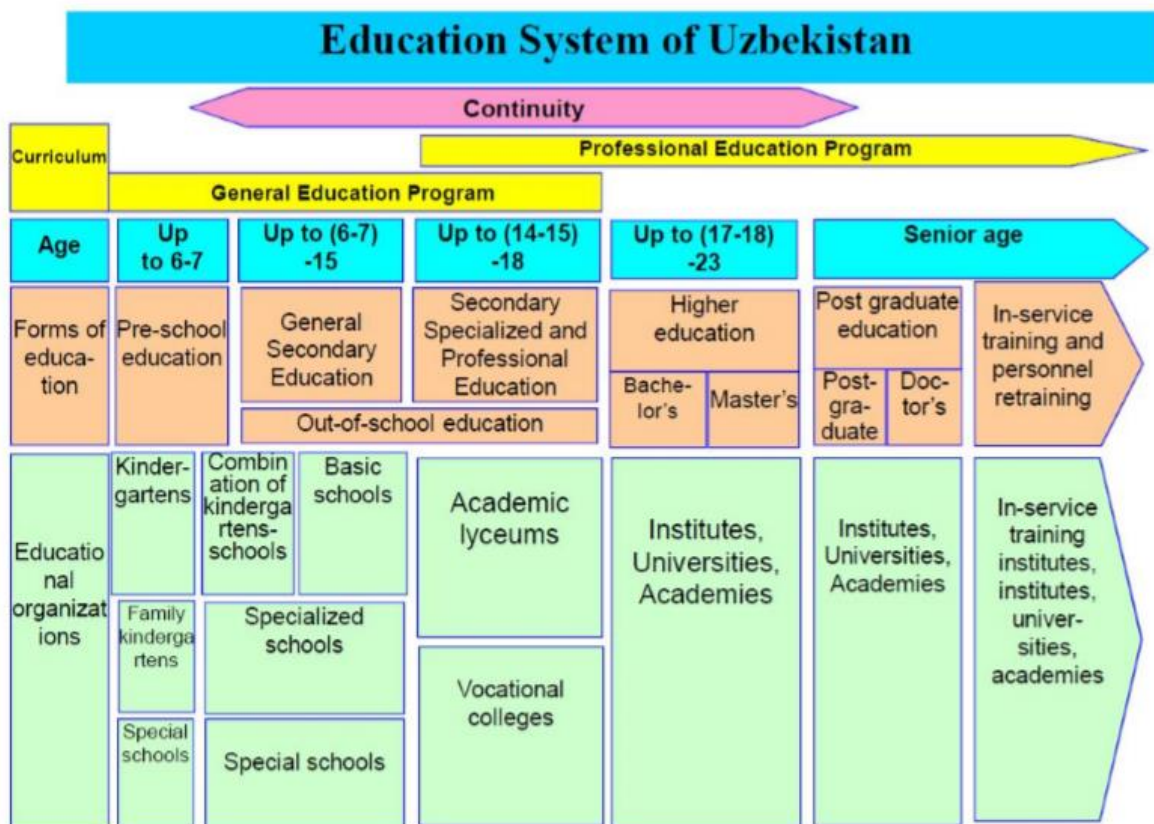 Education System of Uzbekistan
Continuity
Curriculum
Professional Education Program
General Education Program
Age
Up
to 6-7
Up to (6-7)
-15
Up to (14-15)
-18
Up to (17-18)
-23
Senior age
Forms of
educa-
tion
Pre-school
education
General
Secondary
Education
Secondary
Specialized and
Professional
Education
Out-of-school education
Higher
education
Bache-
lor's
Master's
Post graduate
education
Post-
gra-
duate
Doc-
tor's
In-service
training and
personnel
retraining
Educatio
nal
organizati
ons
Kinder-
gartens
Combina
tion of
kinderga
rtens-
schools
Basic
schools
Family
kinderga
rtens
Specialized
schools
Special
schools
Special schools
Academic
lyceums
Vocational
colleges
Institutes,
Universities,
Academies
Institutes,
Universities,
Academies
In-service
training
institutes,
institutes,
univer-
sities,
academies